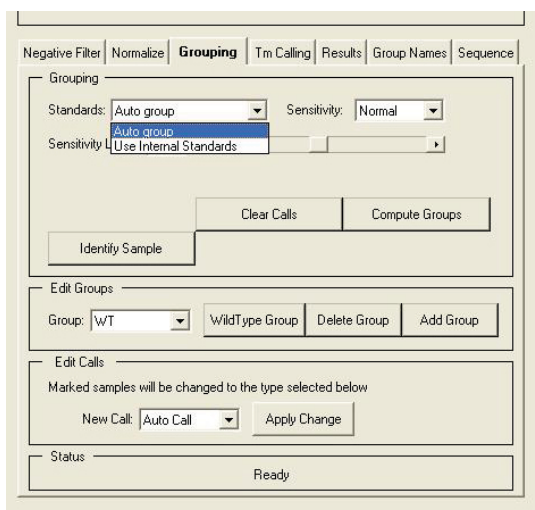 Negative Filter Normalize Grouping Tm Calling Results Group Names Sequence
Grouping
Standards: Auto group Sensitivity: Normal
Auto group
Use Internal Standards
Sensitivity L
Clear Calls Compute Groups
Identify Sample
Edit Groups
Group: WT WildType Group Delete Group Add Group
Edit Calls
Marked samples will be changed to the type selected below
New Call: Auto Call Apply Change
Status
Ready